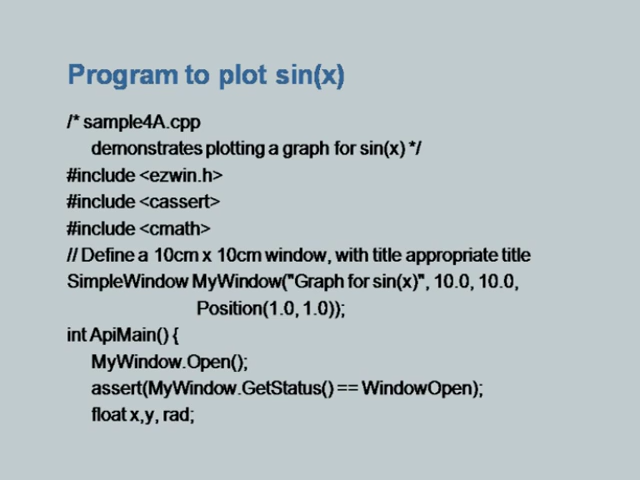 Program to plot sin(x)
/* sample4A.cpp
demonstrates plotting a graph for sin(x) */
#include <ezwin.h>
#include <cassert>
#include <cmath>
// Define a 10cm x 10cm window, with title appropriate title
SimpleWindow MyWindow("Graph for sin(x)", 10.0, 10.0,
Position(1.0, 1.0));
int ApiMain() {
MyWindow.Open();
assert(MyWindow.GetStatus() == WindowOpen);
float x,y, rad;